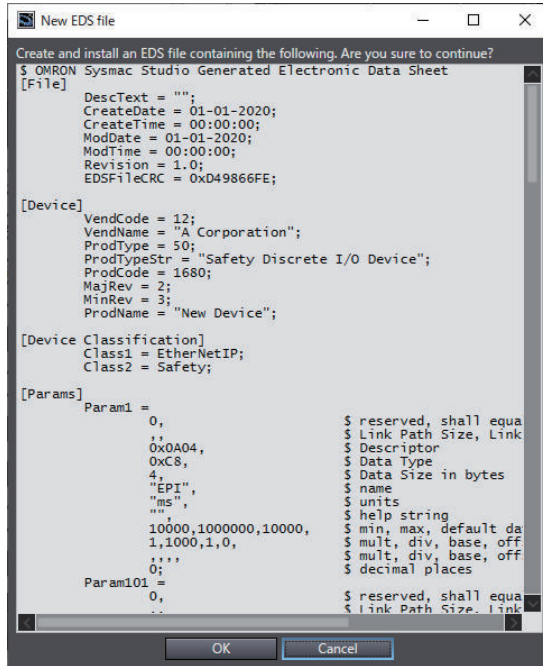 New EDS file
Create and install an EDS file containing the following. Are you sure to continue?
$ OMRON Sysmac Studio Generated Electronic Data Sheet
[File]
DescText = "";
CreateDate = 01-01-2020;
CreateTime = 00:00:00;
ModDate = 01-01-2020;
ModTime = 00:00:00;
Revision = 1.0;
EDSFileCRC = 0xD49866FE;
[Device]
VendCode = 12;
VendName = "A Corporation";
ProdType = 50;
ProdTypeStr = "Safety Discrete I/O Device";
ProdCode = 1680;
MajRev = 2;
MinRev = 3;
ProdName = "New Device";
[Device Classification]
Class1 = EtherNetIP;
Class2 = Safety;
[Params]
Param1 =
0, $ reserved, shall equa
,, $ Link Path Size, Link
0x0A04, $ Descriptor
0xC8, $ Data Type
4, $ Data Size in bytes
"EPI", $ name
"ms", $ units
"", $ help string
10000,1000000,10000, $ min, max, default da
1,1000,1,0, $ mult, div, base, off
,,,, $ mult, div, base, off
0; $ decimal places
Param101 =
0, $ reserved, shall equa
,, $ Link Path Size, Link
OK Cancel